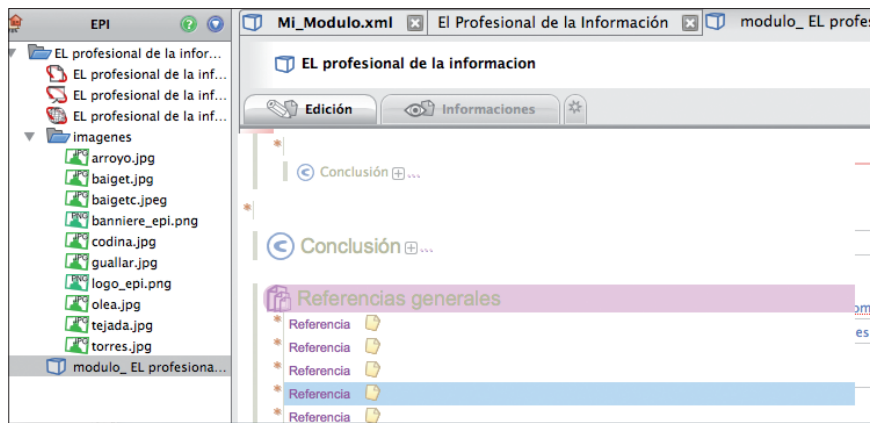 EPI
EL profesional de la infor...
EL profesional de la inf...
EL profesional de la inf...
EL profesional de la inf...
imagenes
arroyo.jpg
baiget.jpg
baigetc.jpeg
banniere_epi.png
codina.jpg
guallar.jpg
logo_epi.png
olea.jpg
tejada.jpg
torres.jpg
modulo_ EL profesiona...
Mi_Modulo.xml
El Profesional de la Información
modulo_ EL profes
EL profesional de la informacion
Edición
Informaciones
Conclusión ...
Conclusión ...
Referencias generales
Referencia
Referencia
Referencia
Referencia
Referencia
om
es